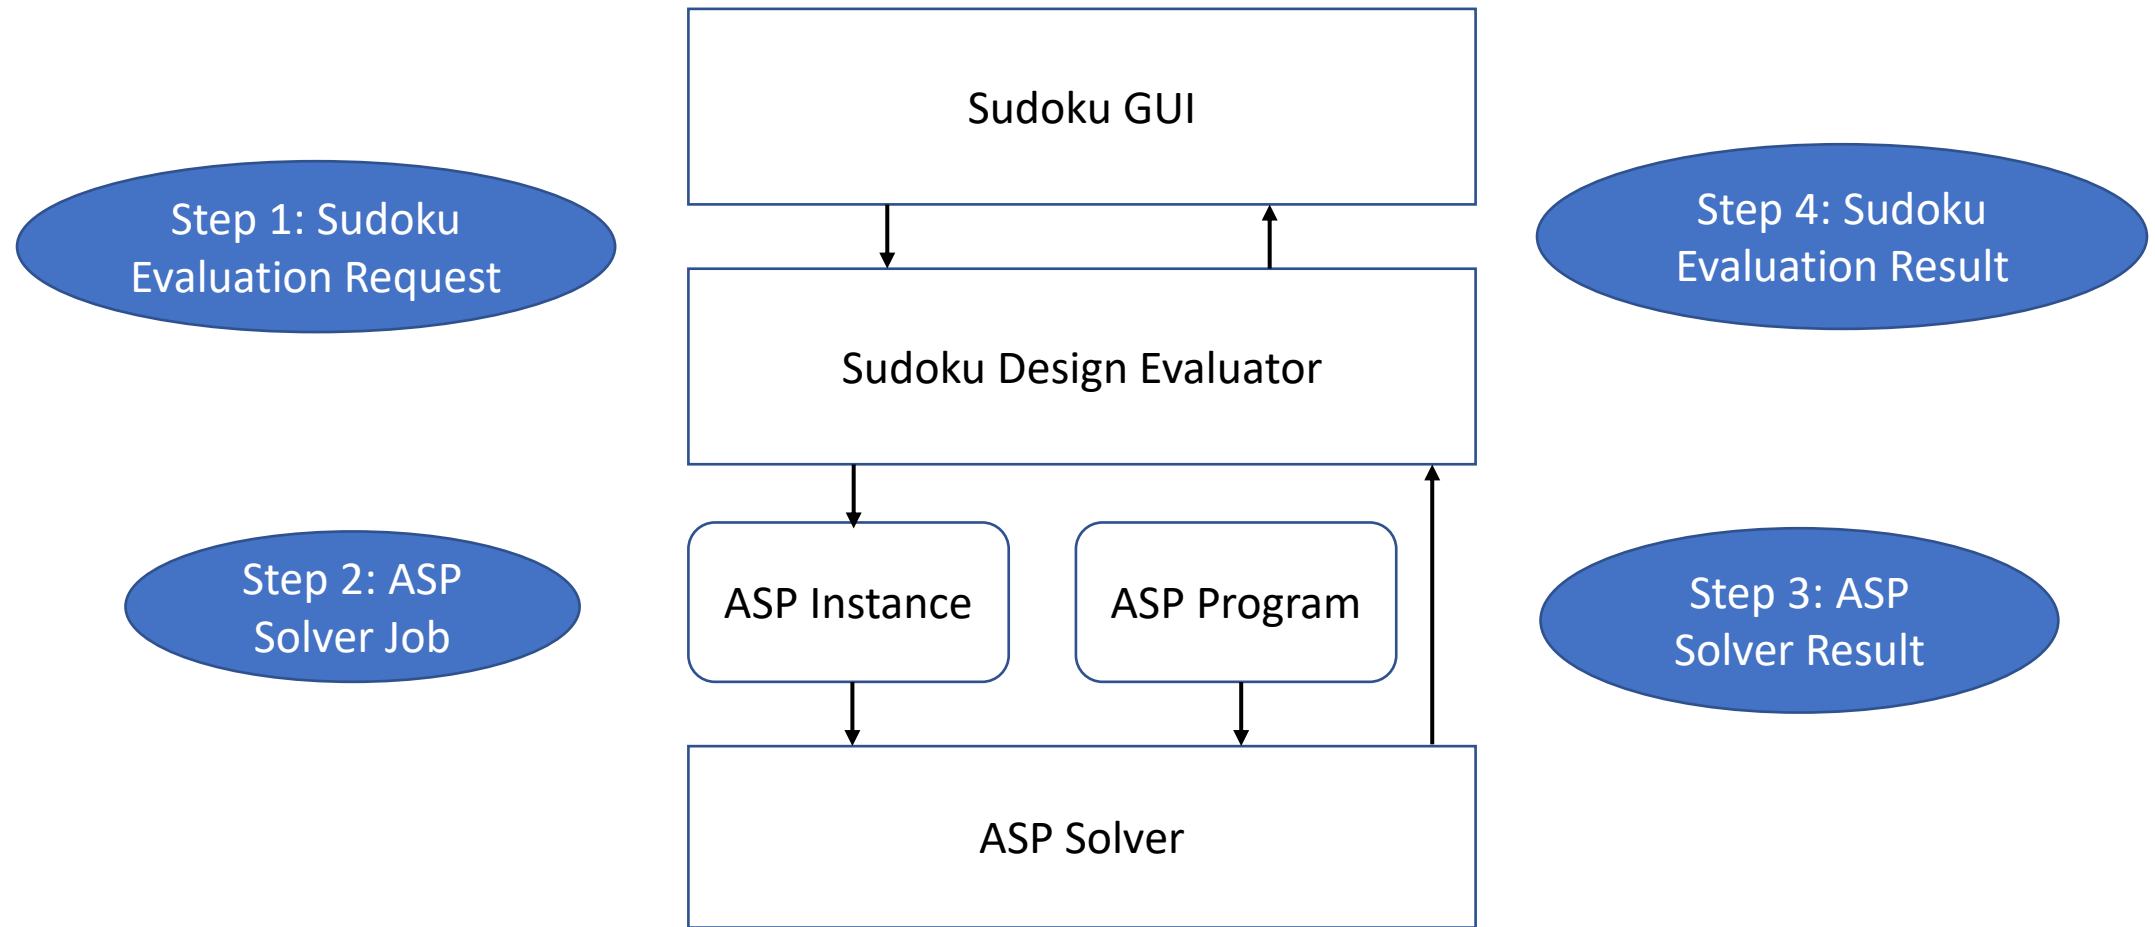 Sudoku GUI
Step 1: Sudoku
Evaluation Request
Step 4: Sudoku
Evaluation Result
Sudoku Design Evaluator
Step 2: ASP
Solver Job
ASP Instance
ASP Program
Step 3: ASP
Solver Result
ASP Solver